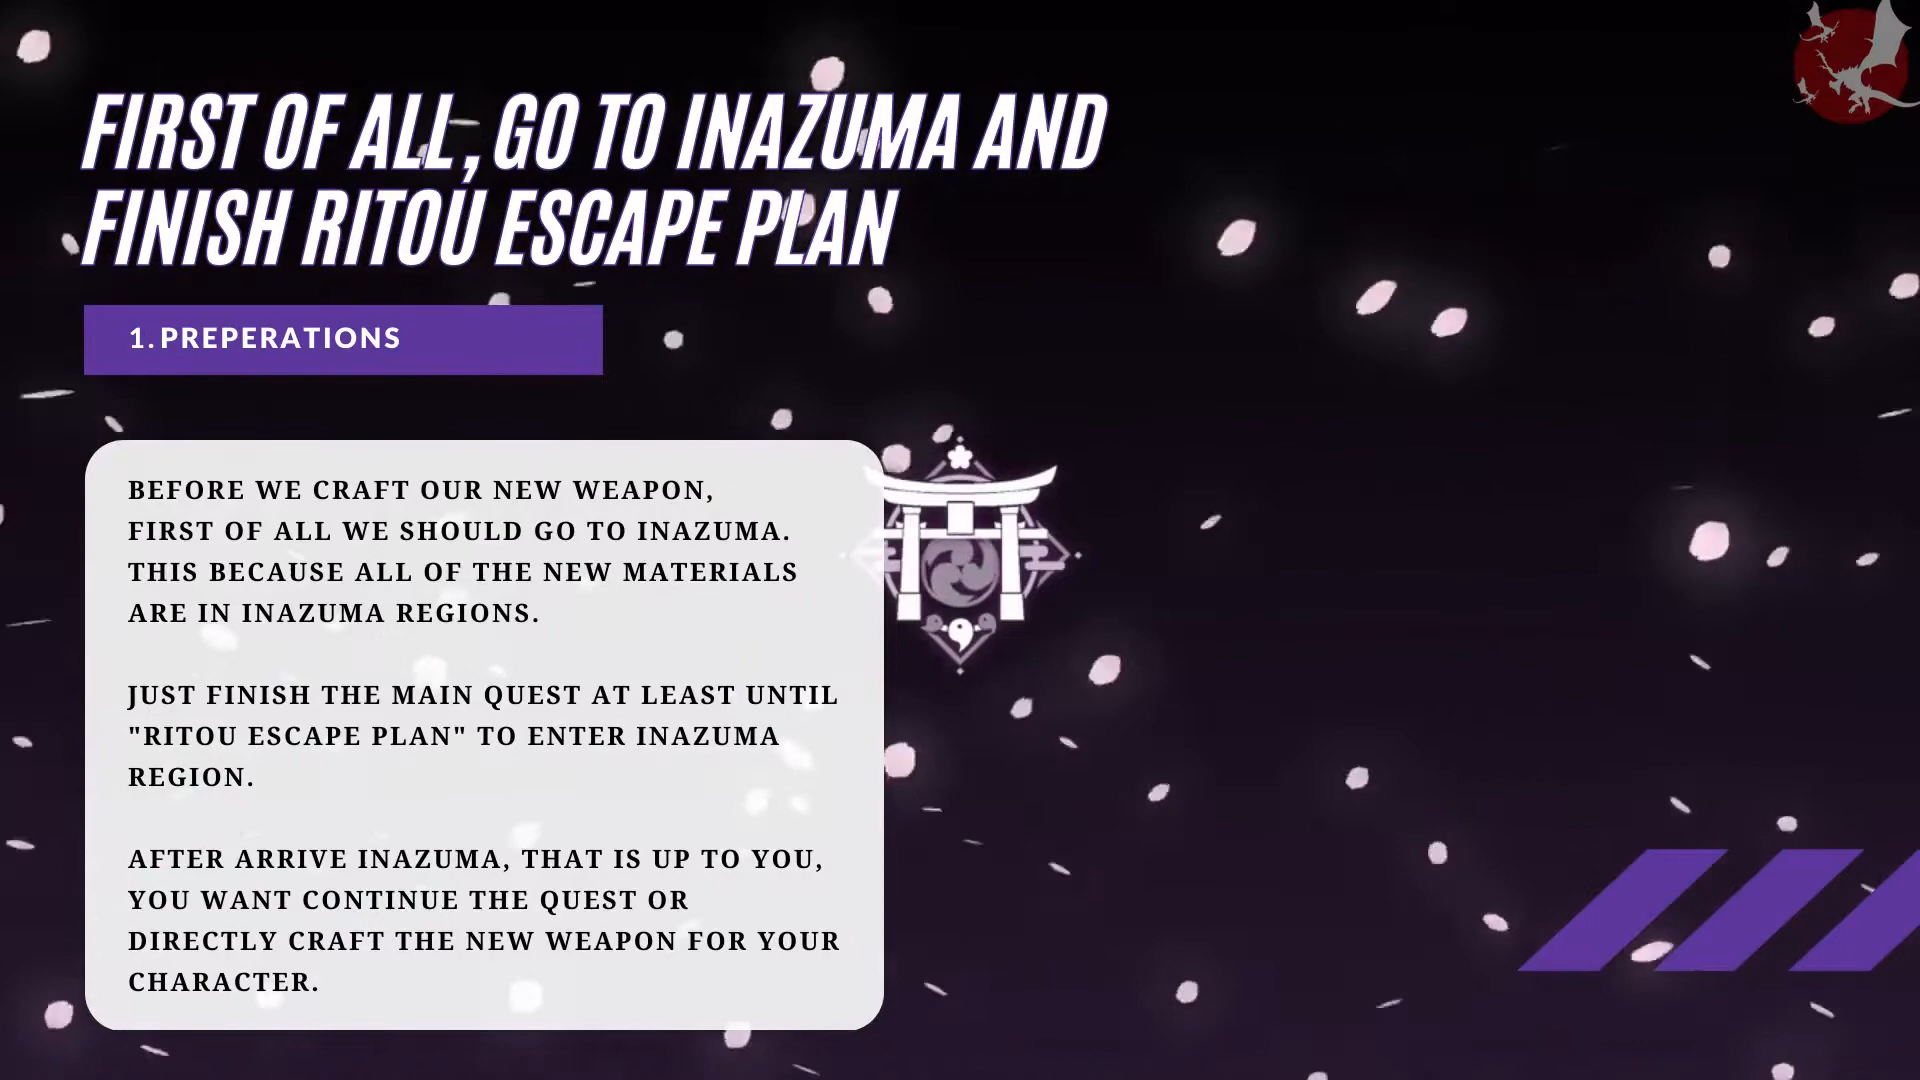 FIRST OF ALL, GO TO INAZUMA AND
FINISH RITOU ESCAPE PLAN
1. PREPERATIONS
BEFORE WE CRAFT OUR NEW WEAPON,
FIRST OF ALL WE SHOULD GO TO INAZUMA.
THIS BECAUSE ALL OF THE NEW MATERIALS
ARE IN INAZUMA REGIONS.
JUST FINISH THE MAIN QUEST AT LEAST UNTIL
"RITOU ESCAPE PLAN" TO ENTER INAZUMA
REGION.
AFTER ARRIVE INAZUMA, THAT IS UP TO YOU,
YOU WANT CONTINUE THE QUEST OR
DIRECTLY CRAFT THE NEW WEAPON FOR YOUR
CHARACTER.